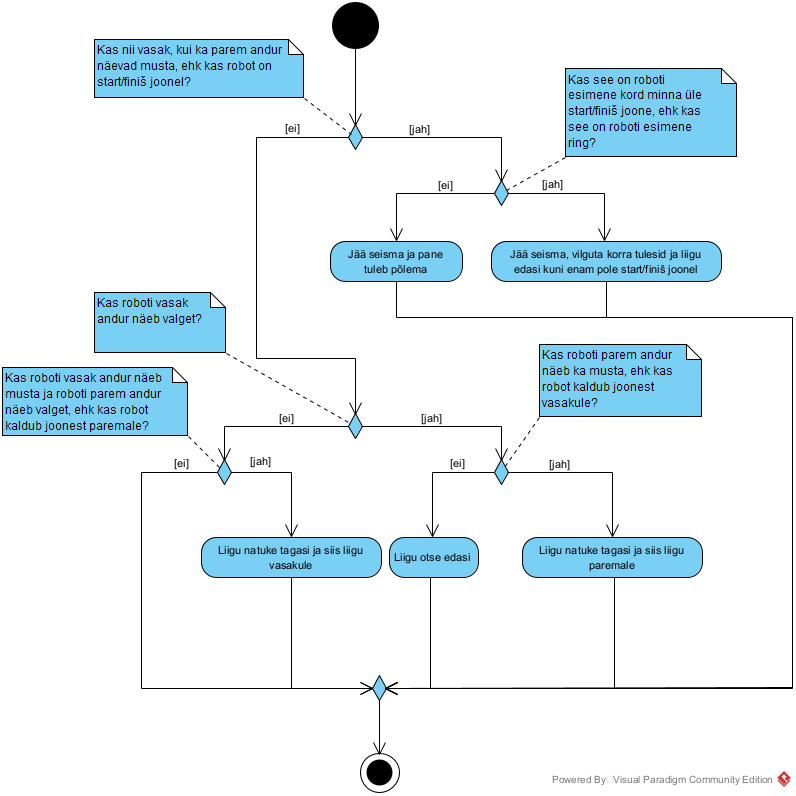 Kas nii vasak, kui ka parem andur
näevad musta, ehk kas robot on
start/finiš joonel?
Kas see on roboti
esimene kord minna üle
start/finiš joone, ehk kas
see on roboti esimene
ring?
[ei]
[jah]
[ei]
[jah]
Jää seisma ja pane
tuleb põlema
Jää seisma, vilguta korra tulesid ja liigu
edasi kuni enam pole start/finiš joonel
Kas roboti vasak
andur näeb valget?
Kas roboti parem andur
näeb ka musta, ehk kas
robot kaldub joonest
vasakule?
Kas roboti vasak andur näeb
musta ja roboti parem andur
näeb valget, ehk kas robot
kaldub joonest paremale?
[ei]
[jah]
[ei]
[jah]
[ei]
[jah]
Liigu natuke tagasi ja siis liigu
vasakule
Liigu otse edasi
Liigu natuke tagasi ja siis liigu
paremale
Powered By Visual Paradigm Community Edition